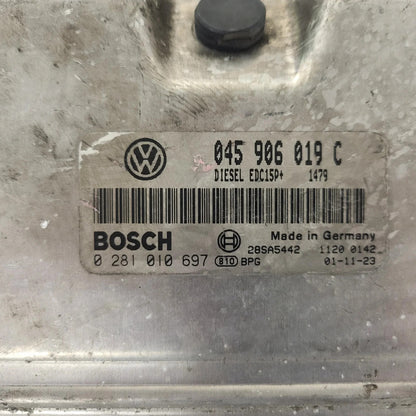 045 906 019 C
DIESEL EDC15P+ 1479
BOSCH
Made in Germany
28SA5442 1120 0142
0 281 010 697 810 BPG 01-11-23